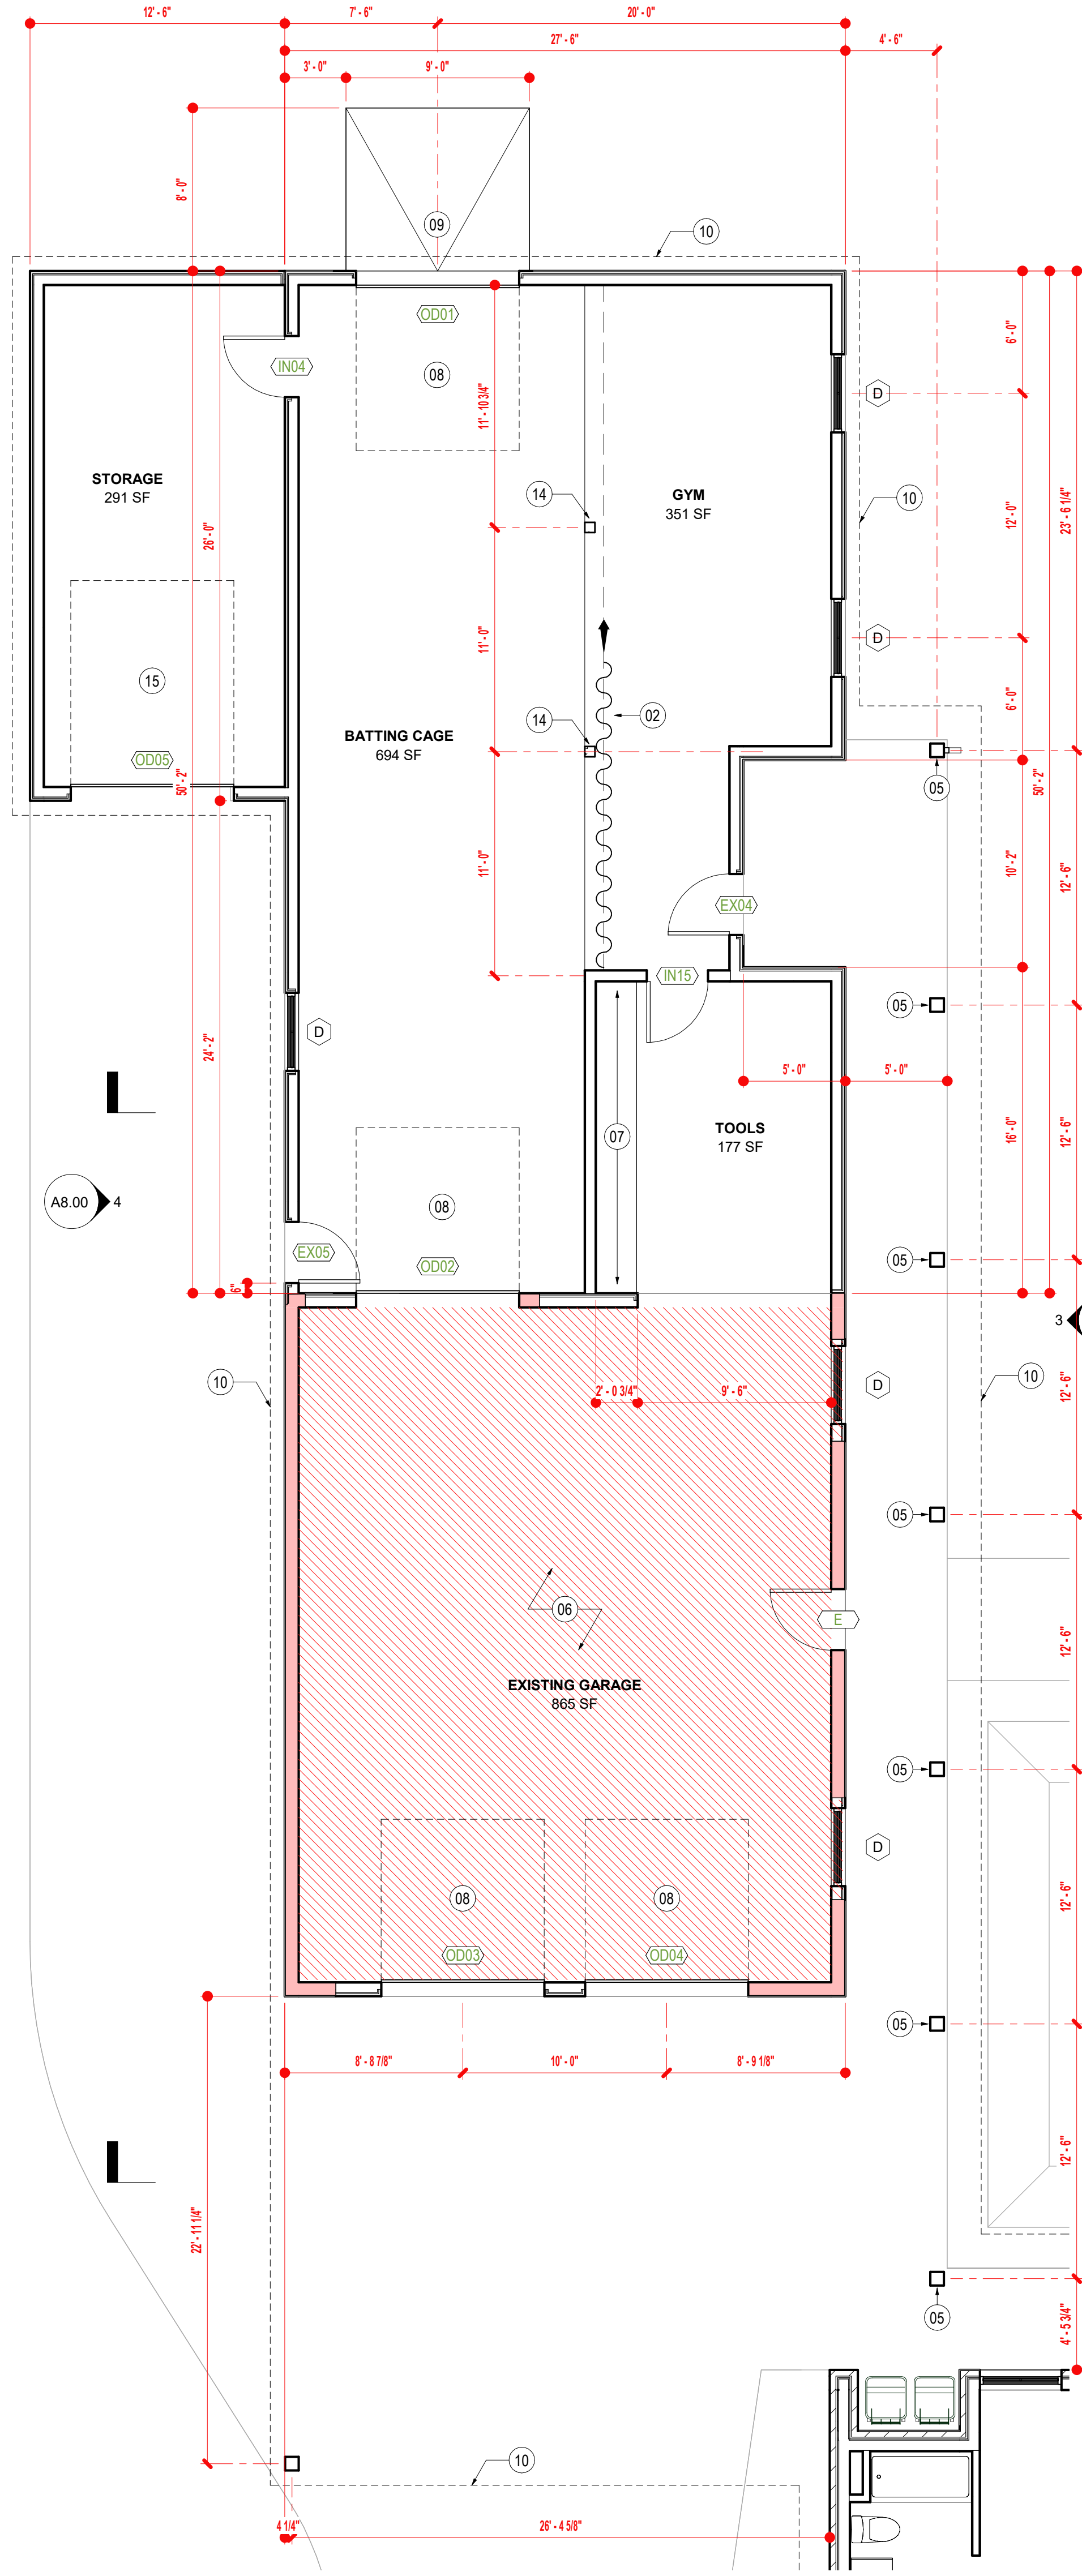 12' - 6"
7' - 6"
20' - 0"
27' - 6"
4' - 6"
3' - 0"
9' - 0"
8' - 0"
09
10
OD01
IN04
08
6' - 0"
D
11' - 10 3/4"
STORAGE
291 SF
14
GYM
351 SF
10
12' - 0"
23' - 6 1/4"
26' - 0"
D
11' - 0"
15
6' - 0"
14
02
BATTING CAGE
694 SF
OD05
50' - 2"
05
50' - 2"
11' - 0"
10' - 2"
12' - 6"
EX04
IN15
05
D
24' - 2"
5' - 0"
5' - 0"
TOOLS
177 SF
07
16' - 0"
12' - 6"
A8.00
4
08
EX05
OD02
05
6"
3
10
2' - 0 3/4"
9' - 6"
D
10
12' - 6"
05
06
E
12' - 6"
EXISTING GARAGE
865 SF
05
D
08
08
12' - 6"
OD03
OD04
05
8' - 8 7/8"
10' - 0"
8' - 9 1/8"
12' - 6"
22' - 11 1/4"
05
4' - 5 3/4"
10
4 1/4"
26' - 4 5/8"